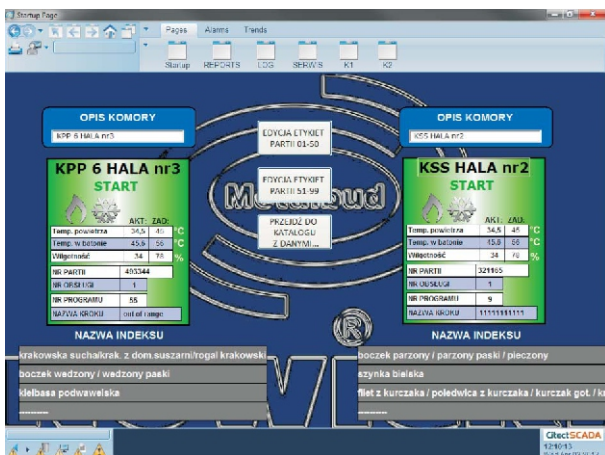 Startup Page
Pages Alarms Trends
Startup REPORTS LOG SERWIS K1 K2
OPIS KOMORY
KPP 6 HALA nr3
KPP 6 HALA nr3
START
AKT: ZAD:
Temp. powietrza 34,5 45 °C
Temp. w batonie 45,6 56 °C
Wilgotność 34 78 %
NR PARTII 493344
NR OBSŁUGI 1
NR PROGRAMU 55
NAZWA KROKU out of range
NAZWA INDEKSU
krakowska sucha/krak. z dom.suszarni/rogal krakowski
boczek wedzony / wedzony paski
kielbasa podwawelska
----------
EDYCJA ETYKIET
PARTII 01-50
EDYCJA ETYKIET
PARTII 51-99
PRZEJDŹ DO
KATALOGU
Z DANYMI...
Metalbud
®
OPIS KOMORY
KSS HALA nr2
KSS HALA nr2
START
AKT: ZAD:
Temp. powietrza 34,5 45 °C
Temp. w batonie 45,6 56 °C
Wilgotność 34 78 %
NR PARTII 321165
NR OBSŁUGI 1
NR PROGRAMU 9
NAZWA KROKU 11111111111
NAZWA INDEKSU
boczek parzony / parzony paski / pieczony
szynka bielska
filet z kurczaka / poledwica z kurczaka / kurczak got. /
----------
CitectSCADA